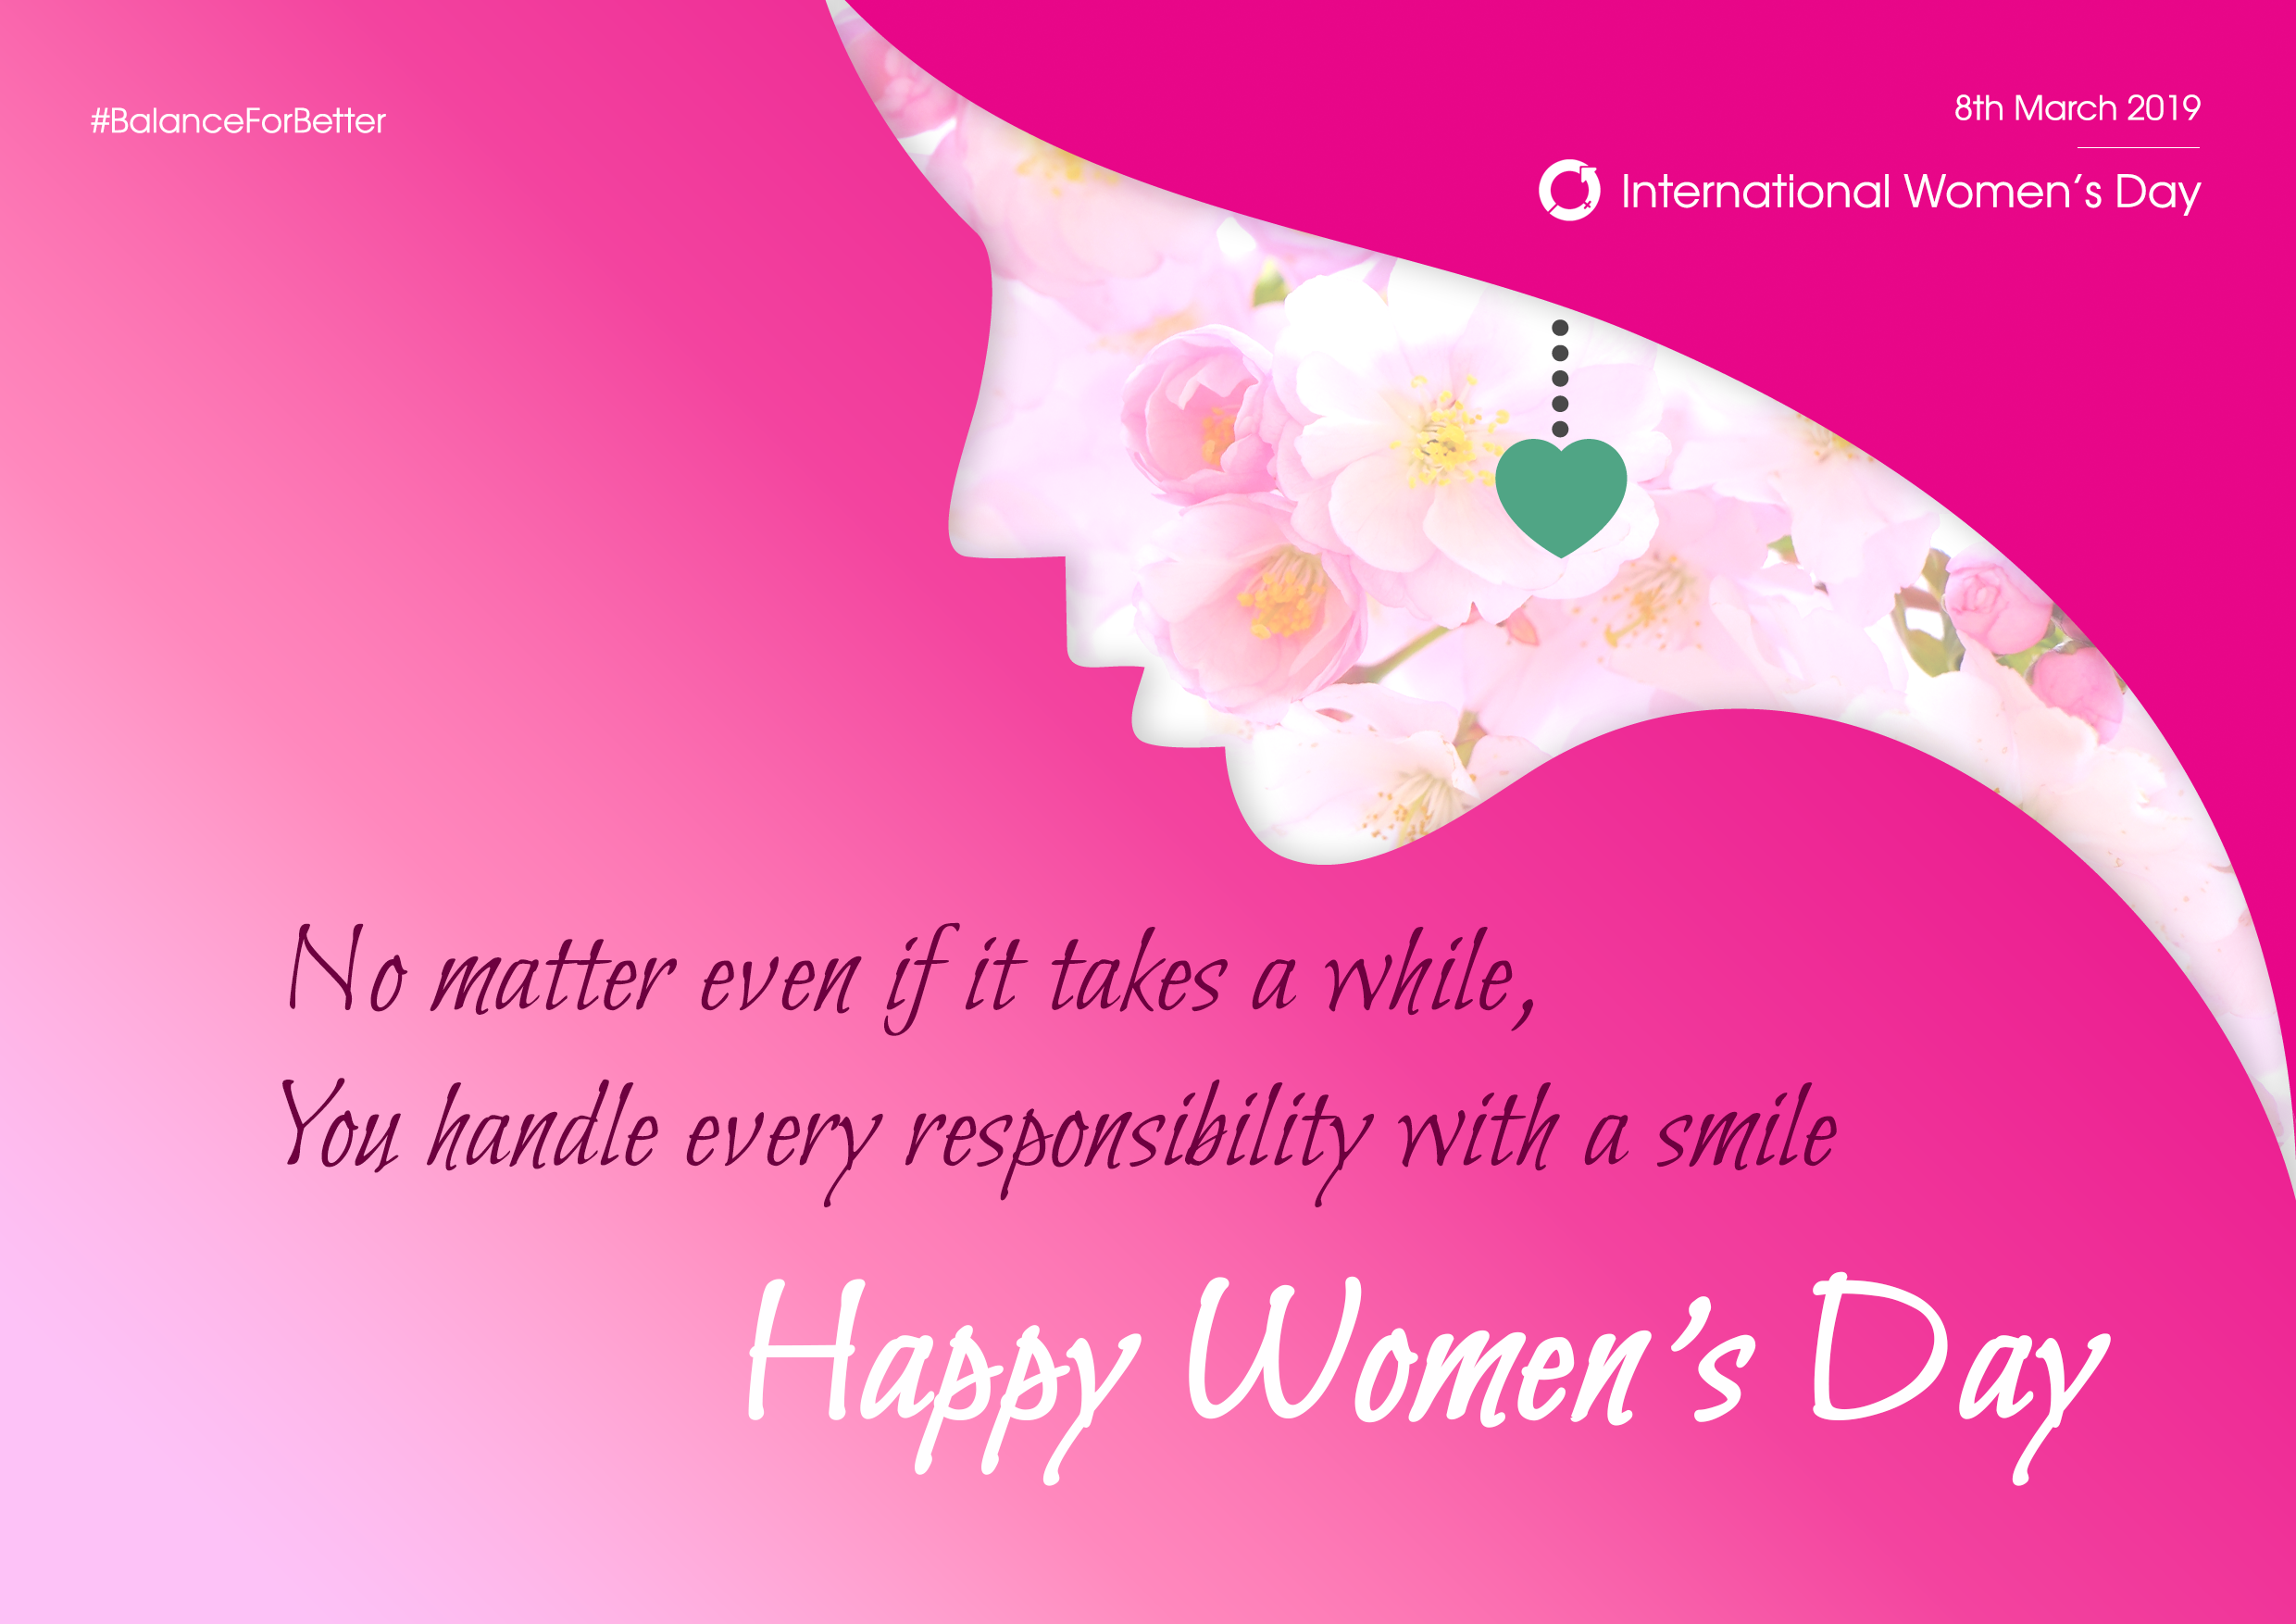 #BalanceForBetter
8th March 2019
International Women's Day
No matter even if it takes a while,
You handle every responsibility with a smile
Happy Women's Day